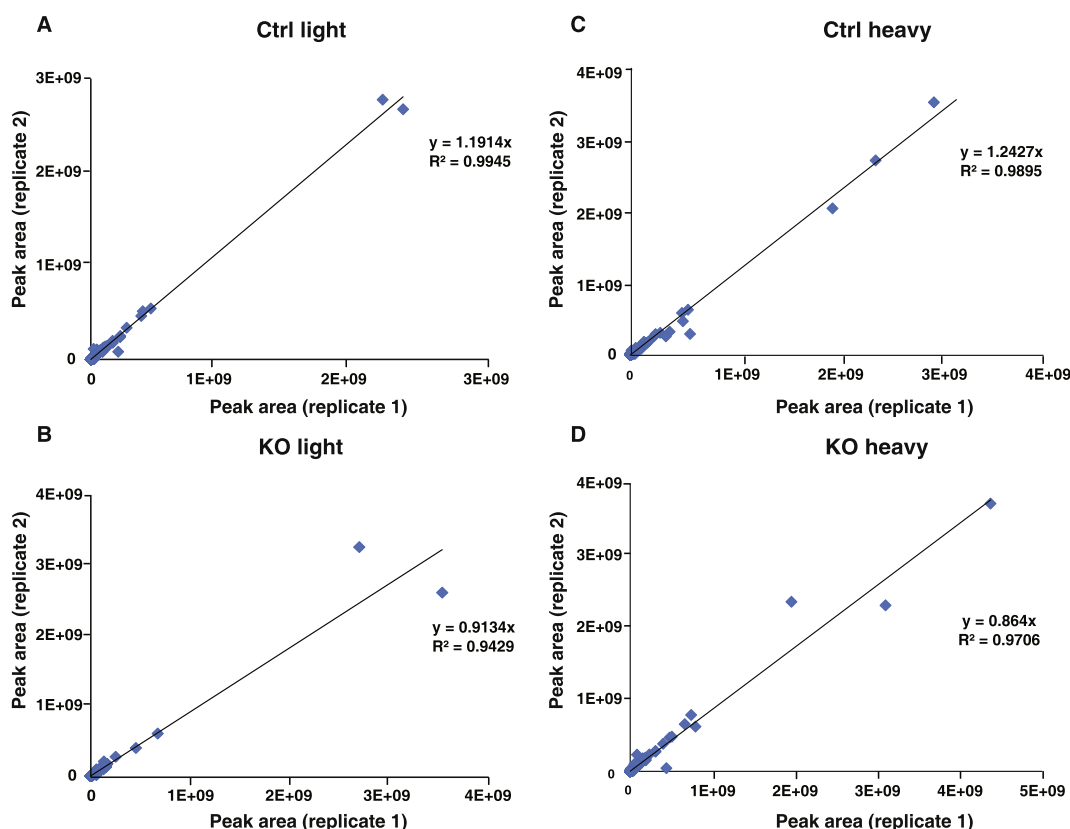 A
Ctrl light
3E+09
2E+09
1E+09
0
Peak area (replicate 2)
y = 1.1914x
R² = 0.9945
0
1E+09
2E+09
3E+09
Peak area (replicate 1)
C
Ctrl heavy
4E+09
3E+09
2E+09
1E+09
0
Peak area (replicate 2)
y = 1.2427x
R² = 0.9895
0
1E+09
2E+09
3E+09
4E+09
Peak area (replicate 1)
B
KO light
4E+09
3E+09
2E+09
1E+09
0
Peak area (replicate 2)
y = 0.9134x
R² = 0.9429
0
1E+09
2E+09
3E+09
4E+09
Peak area (replicate 1)
D
KO heavy
4E+09
3E+09
2E+09
1E+09
0
Peak area (replicate 2)
y = 0.864x
R² = 0.9706
0
1E+09
2E+09
3E+09
4E+09
5E+09
Peak area (replicate 1)